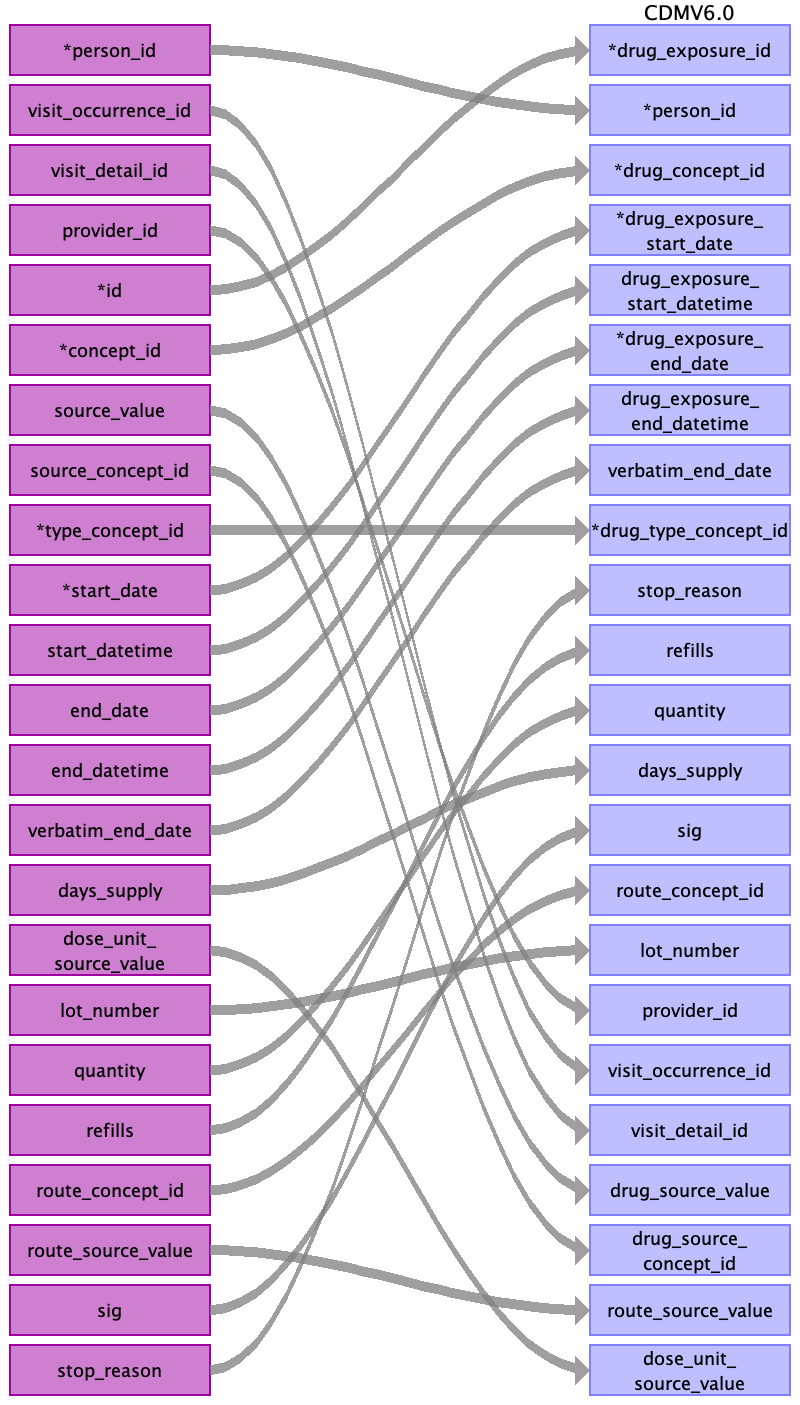 CDMV6.0
*person_id
visit_occurrence_id
visit_detail_id
provider_id
*id
*concept_id
source_value
source_concept_id
*type_concept_id
*start_date
start_datetime
end_date
end_datetime
verbatim_end_date
days_supply
dose_unit_
source_value
lot_number
quantity
refills
route_concept_id
route_source_value
sig
stop_reason
*drug_exposure_id
*person_id
*drug_concept_id
*drug_exposure_
start_date
drug_exposure_
start_datetime
*drug_exposure_
end_date
drug_exposure_
end_datetime
verbatim_end_date
*drug_type_concept_id
stop_reason
refills
quantity
days_supply
sig
route_concept_id
lot_number
provider_id
visit_occurrence_id
visit_detail_id
drug_source_value
drug_source_
concept_id
route_source_value
dose_unit_
source_value